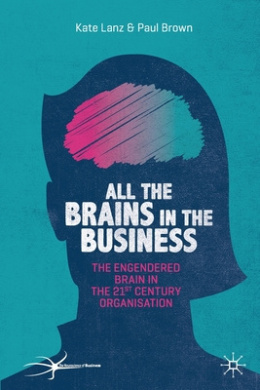 Kate Lanz & Paul Brown
ALL THE
BRAINS IN THE
BUSINESS
THE ENGENDERED
BRAIN IN
THE 21ST CENTURY
ORGANISATION